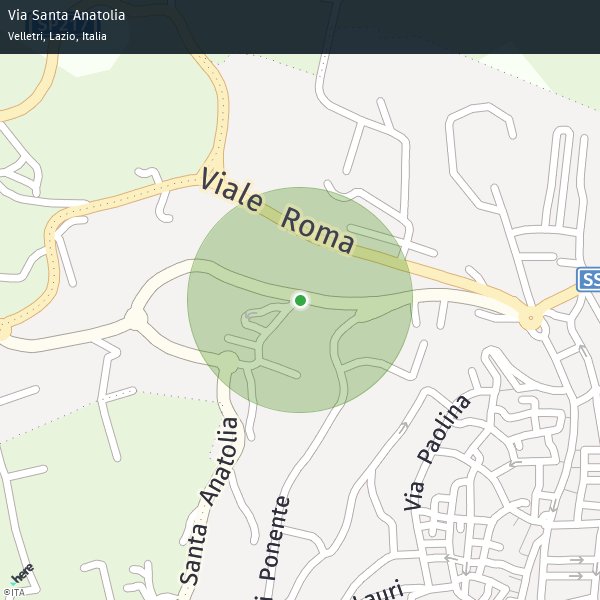 Via Santa Anatolia
Velletri, Lazio, Italia
Viale Roma
SS
Via Paolina
Santa Anatolia
i Ponente
lauri
here
©ITA